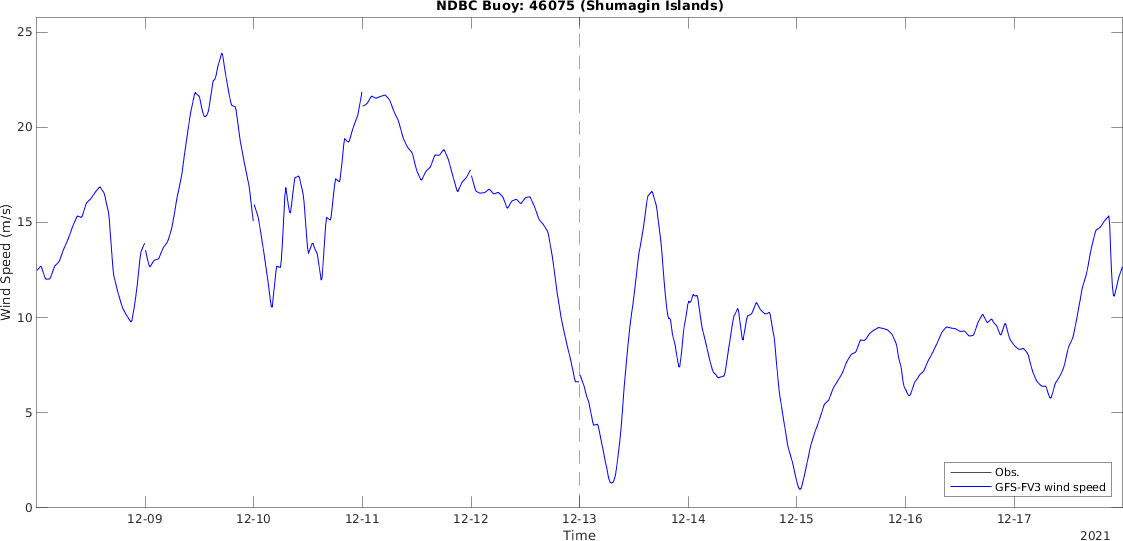 NDBC Buoy: 46075 (Shumagin Islands)
25
20
15
10
5
0
Wind Speed (m/s)
12-09 12-10 12-11 12-12 12-13 12-14 12-15 12-16 12-17
Time
2021
Obs.
GFS-FV3 wind speed